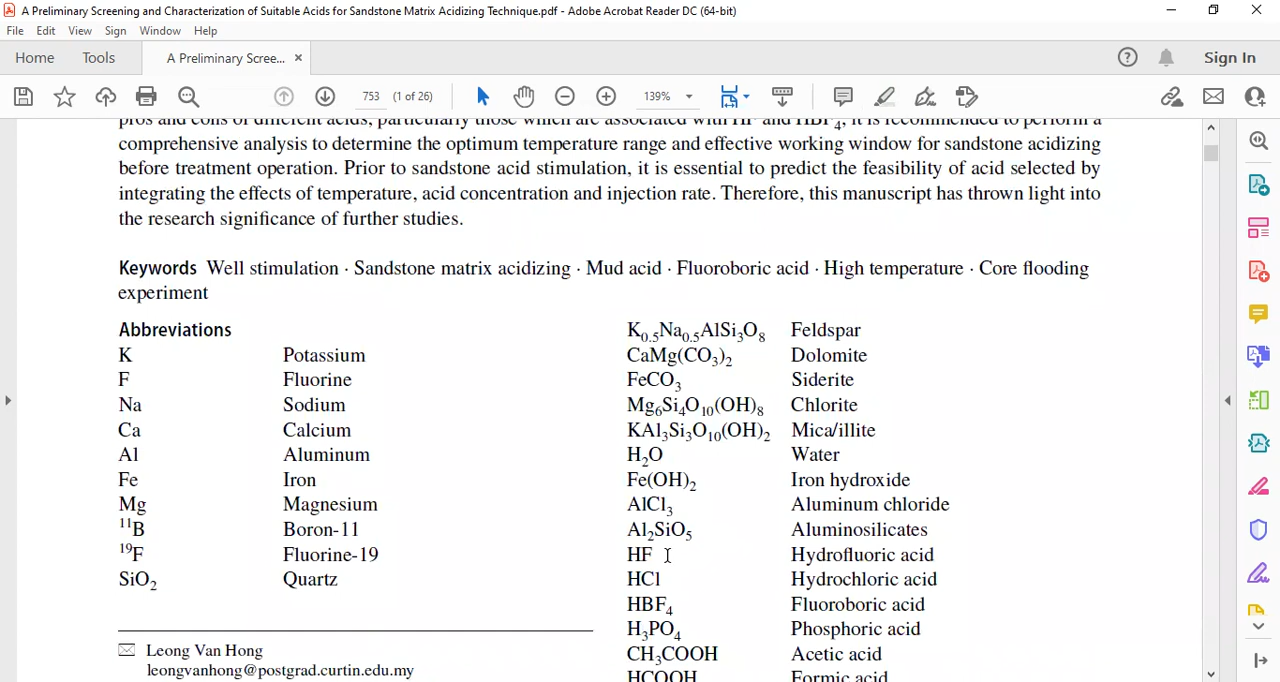 A Preliminary Screening and Characterization of Suitable Acids for Sandstone Matrix Acidizing Technique.pdf - Adobe Acrobat Reader DC (64-bit)
File Edit View Sign Window Help
Home Tools A Preliminary Scree... × Sign In
753 (1 of 26) 139%
pros and cons of different acids, particularly those which are associated with HF and HBF4, it is recommended to perform a
comprehensive analysis to determine the optimum temperature range and effective working window for sandstone acidizing
before treatment operation. Prior to sandstone acid stimulation, it is essential to predict the feasibility of acid selected by
integrating the effects of temperature, acid concentration and injection rate. Therefore, this manuscript has thrown light into
the research significance of further studies.
Keywords Well stimulation · Sandstone matrix acidizing · Mud acid · Fluoroboric acid · High temperature · Core flooding
experiment
Abbreviations
K Potassium
F Fluorine
Na Sodium
Ca Calcium
Al Aluminum
Fe Iron
Mg Magnesium
11B Boron-11
19F Fluorine-19
SiO2 Quartz
Leong Van Hong
leongvanhong@postgrad.curtin.edu.my
K0.5Na0.5AlSi3O8 Feldspar
CaMg(CO3)2 Dolomite
FeCO3 Siderite
Mg6Si4O10(OH)8 Chlorite
KAl3Si3O10(OH)2 Mica/illite
H2O Water
Fe(OH)2 Iron hydroxide
AlCl3 Aluminum chloride
Al2SiO5 Aluminosilicates
HF Hydrofluoric acid
HCl Hydrochloric acid
HBF4 Fluoroboric acid
H3PO4 Phosphoric acid
CH3COOH Acetic acid
HCOOH Formic acid